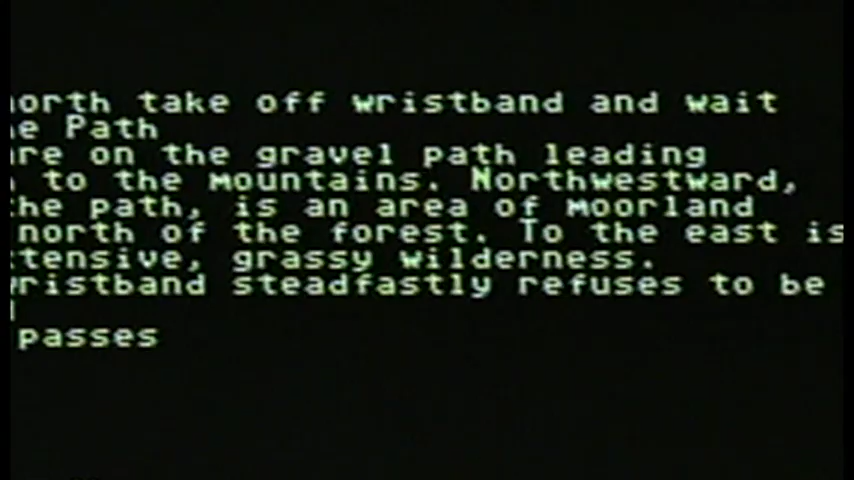 orth take off wristband and wait
e Path
re on the gravel path leading
to the mountains. Northwestward,
he path, is an area of moorland
north of the forest. To the east is
tensive, grassy wilderness.
wristband steadfastly refuses to be
passes